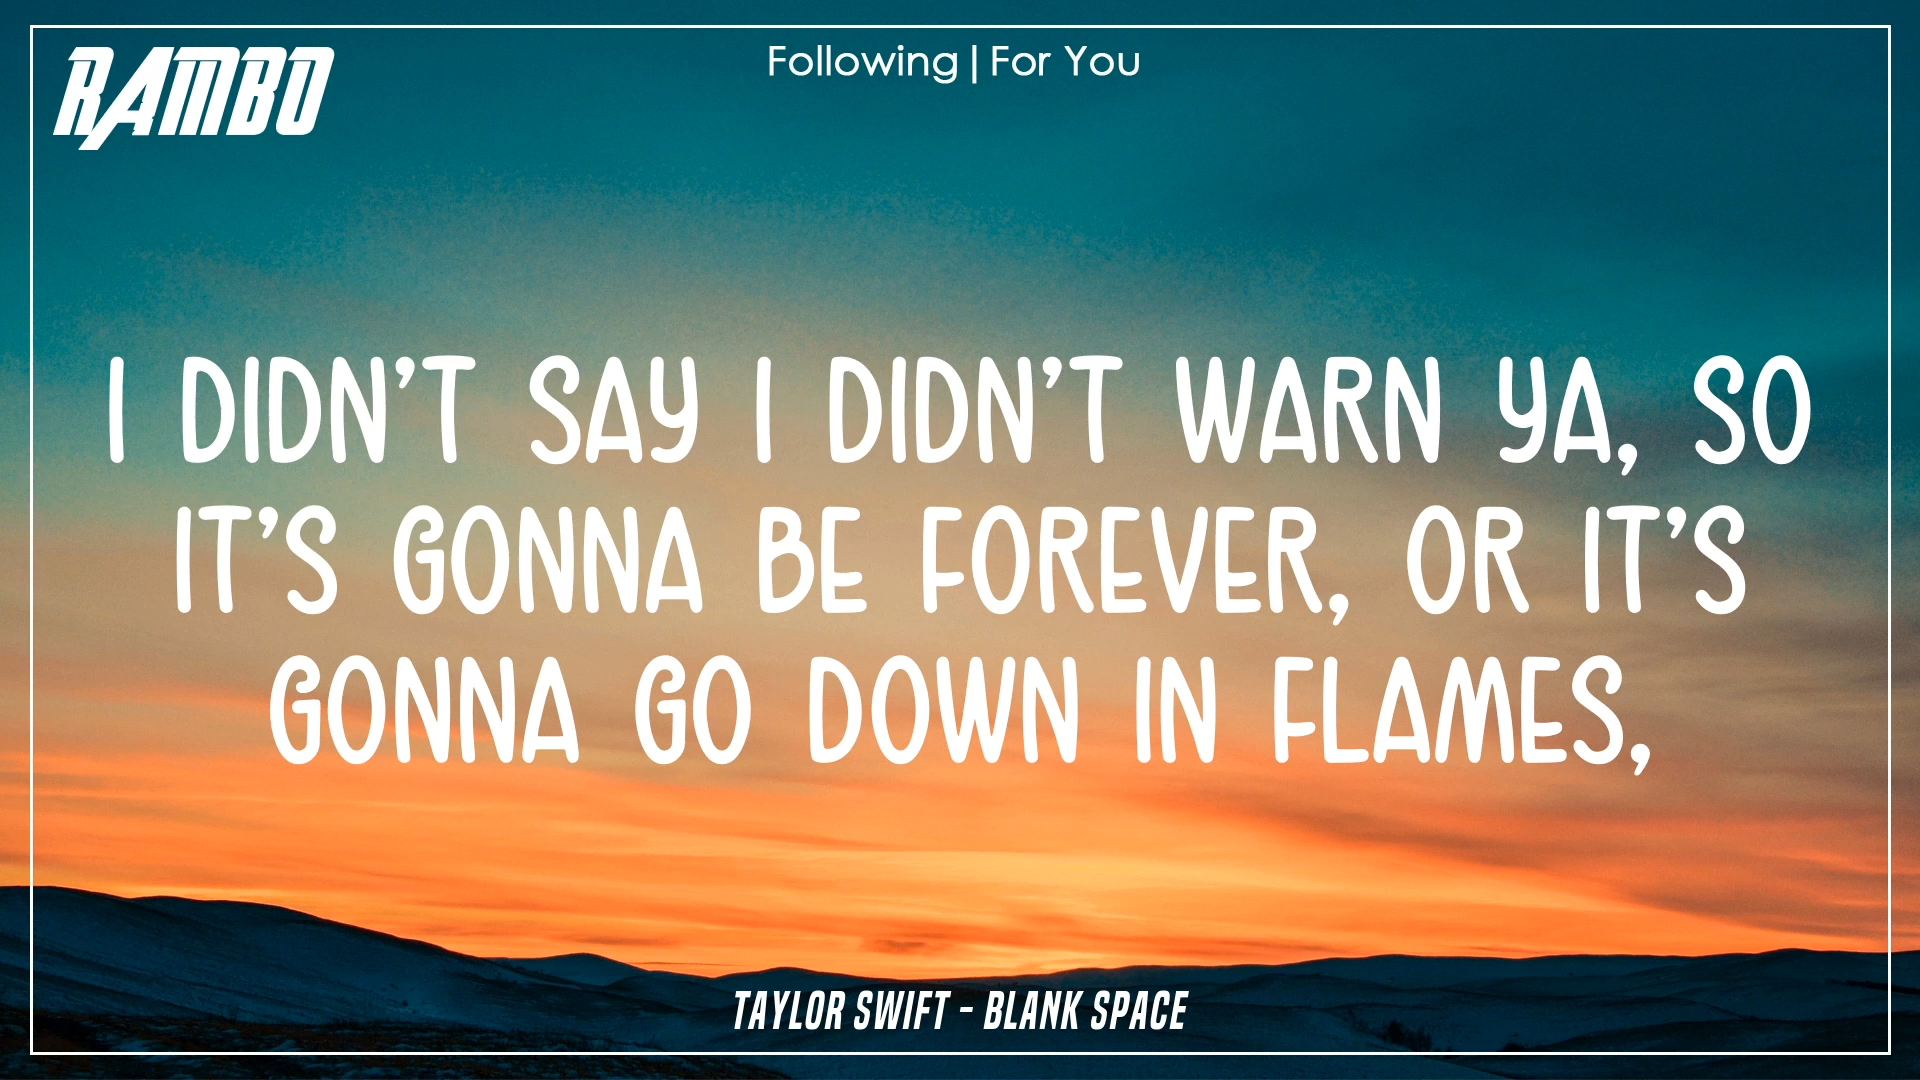 RAMBO
Following | For You
I DIDN'T SAY I DIDN'T WARN YA, SO
IT'S GONNA BE FOREVER, OR IT'S
GONNA GO DOWN IN FLAMES,
TAYLOR SWIFT - BLANK SPACE